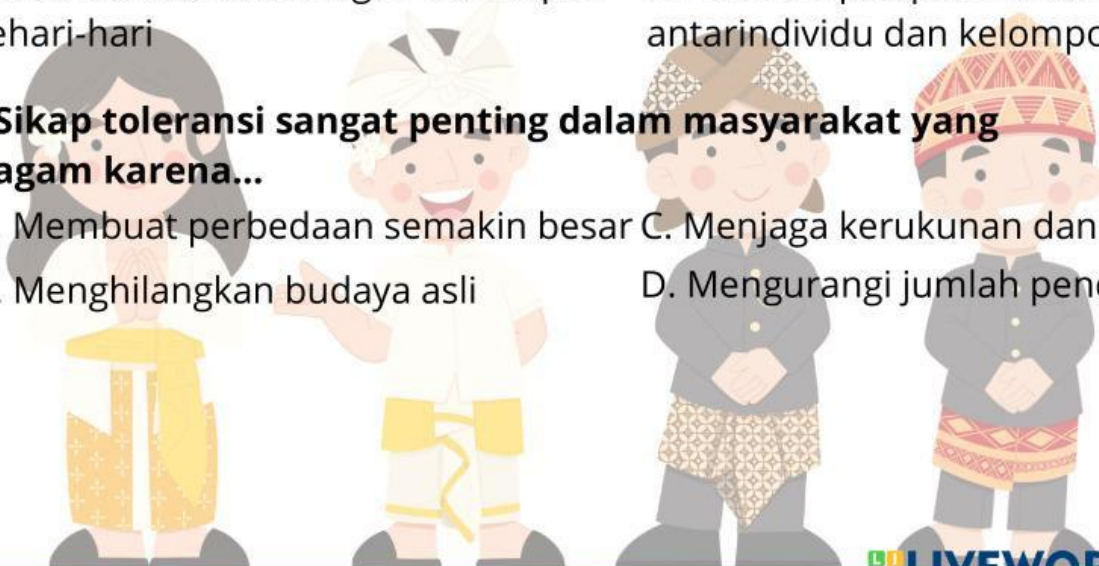 ehari-hari
antarindividu dan kelompo
Sikap toleransi sangat penting dalam masyarakat yang
agam karena...
. Membuat perbedaan semakin besar C. Menjaga kerukunan dan
. Menghilangkan budaya asli
D. Mengurangi jumlah pen
LIVEWOR